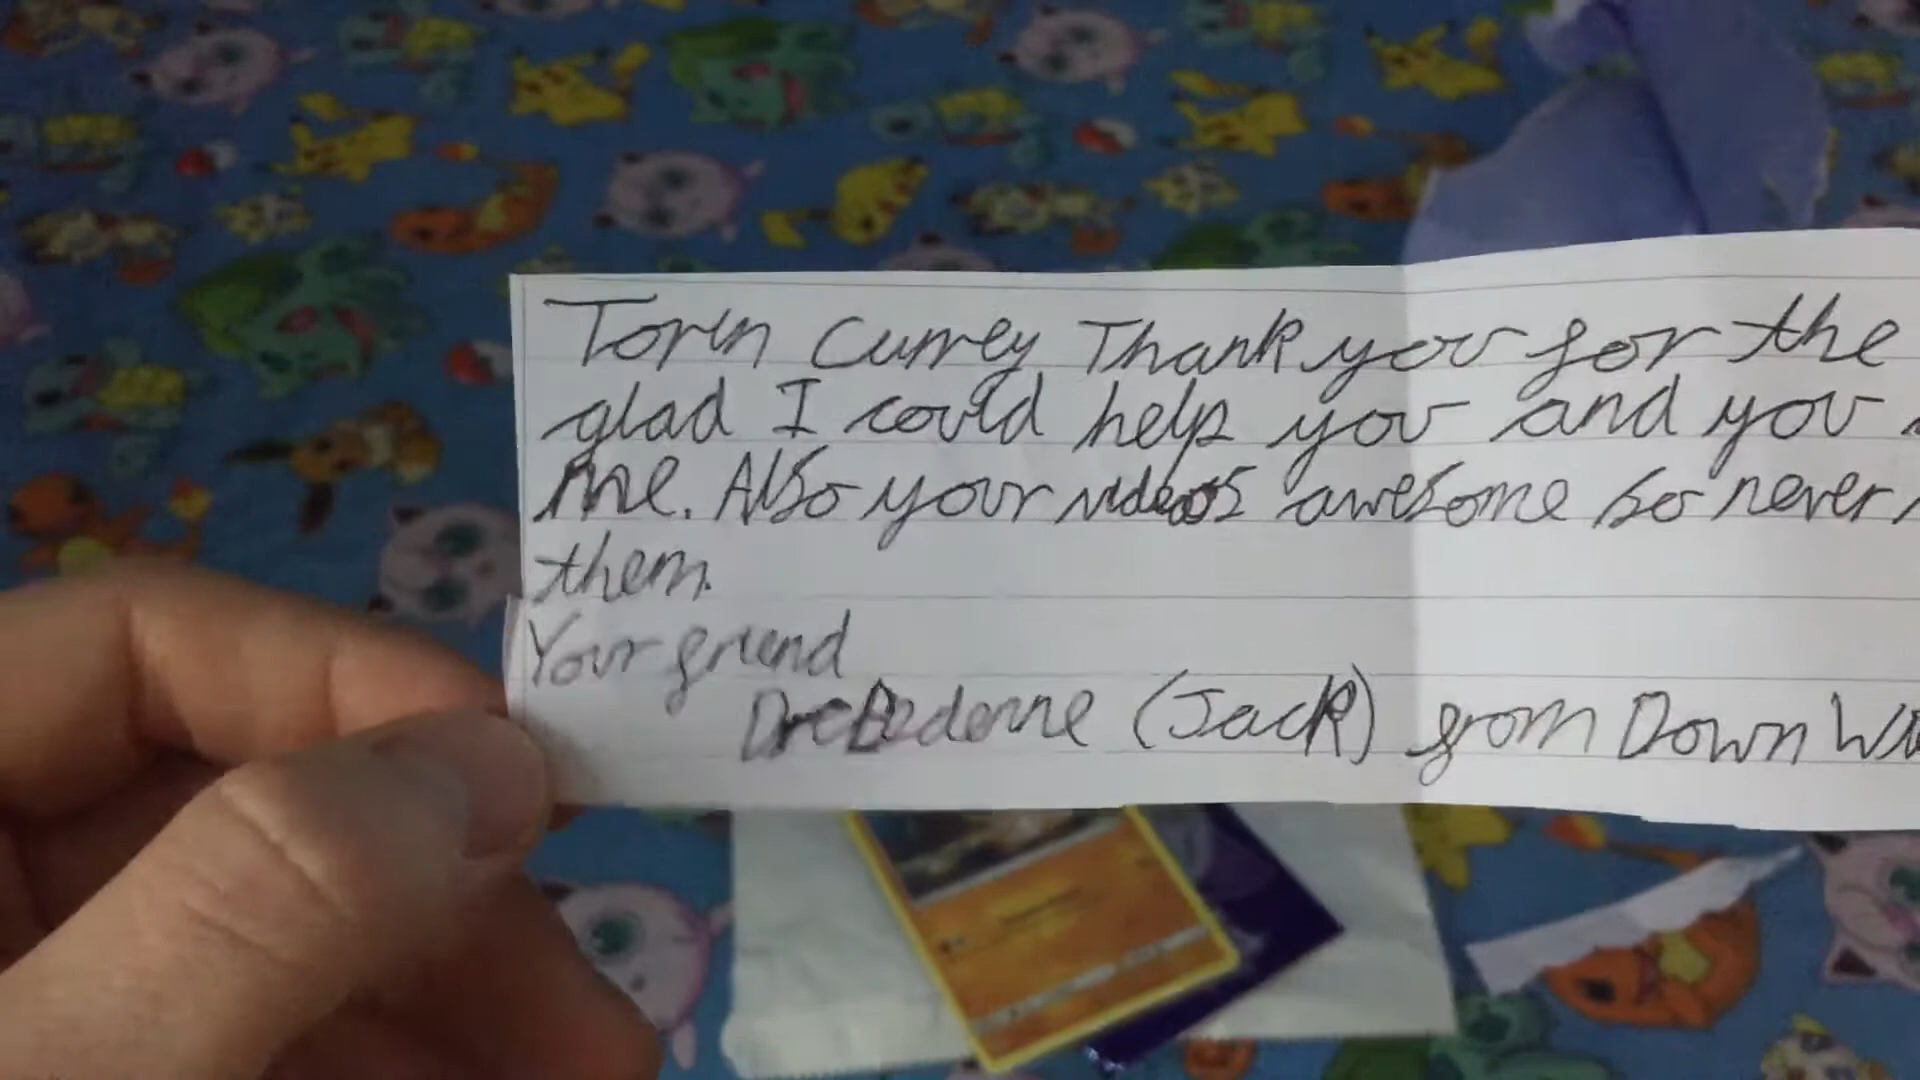 Torin Currey Thank you for the
glad I could help you and you
me. Also your videos awesome so never
them.
Your friend
(Jack) from Down